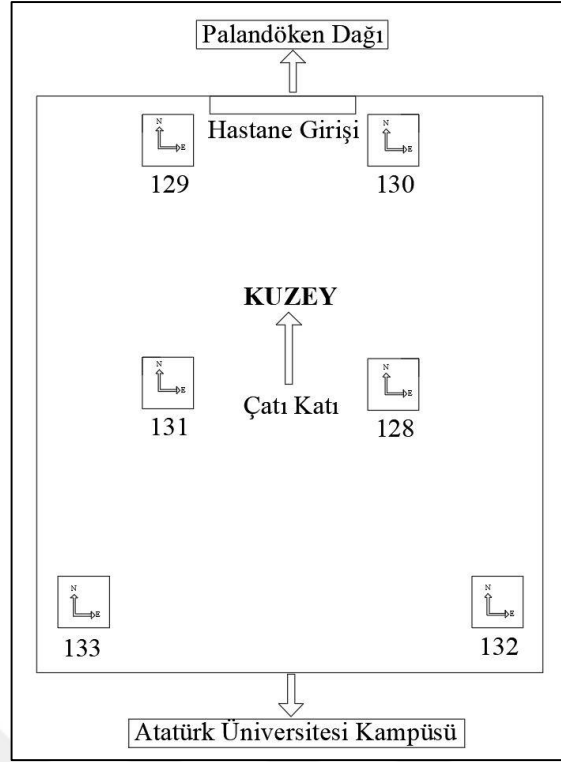 Palandöken Dağı
Hastane Girişi
N E
N E
129
130
KUZEY
N E
N E
Çatı Katı
131
128
N E
N E
133
132
Atatürk Üniversitesi Kampüsü